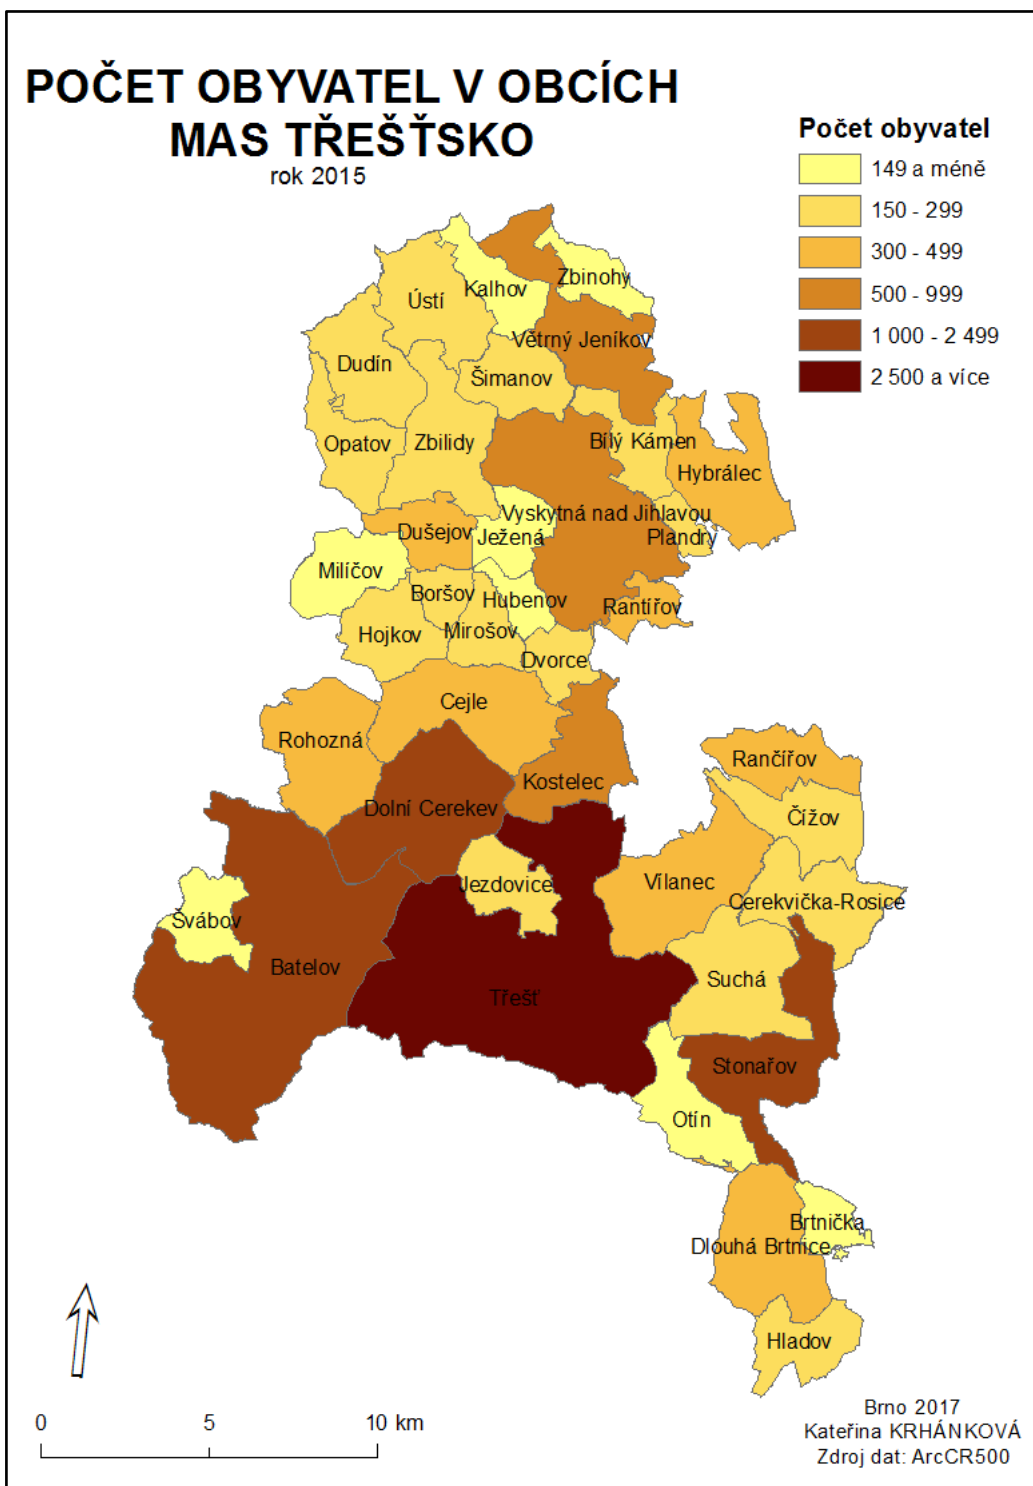 POČET OBYVATEL V OBCÍCH
MAS TŘEŠŤSKO
rok 2015
Počet obyvatel
149 a méně
150 - 299
300 - 499
500 - 999
1 000 - 2 499
2 500 a více
Zbinohy
Kalhov
Ústí
Větrný Jeníkov
Dudín
Šimanov
Opatov
Zbilidy
Bílý Kámen
Hybrálec
Vyskytná nad Jihlavou
Dušejov
Ježená
Plandry
Milíčov
Boršov
Hubenov
Rantířov
Hojkov
Mirošov
Dvorce
Cejle
Rohozná
Rančířov
Kostelec
Dolní Cerekev
Čížov
Jezdovice
Vílanec
Cerekvička-Rosice
Švábov
Batelov
Suchá
Třešť
Stonařov
Otín
Brtnička
Dlouhá Brtnice
Hladov
0 5 10 km
Brno 2017
Kateřina KRHÁNKOVÁ
Zdroj dat: ArcCR500